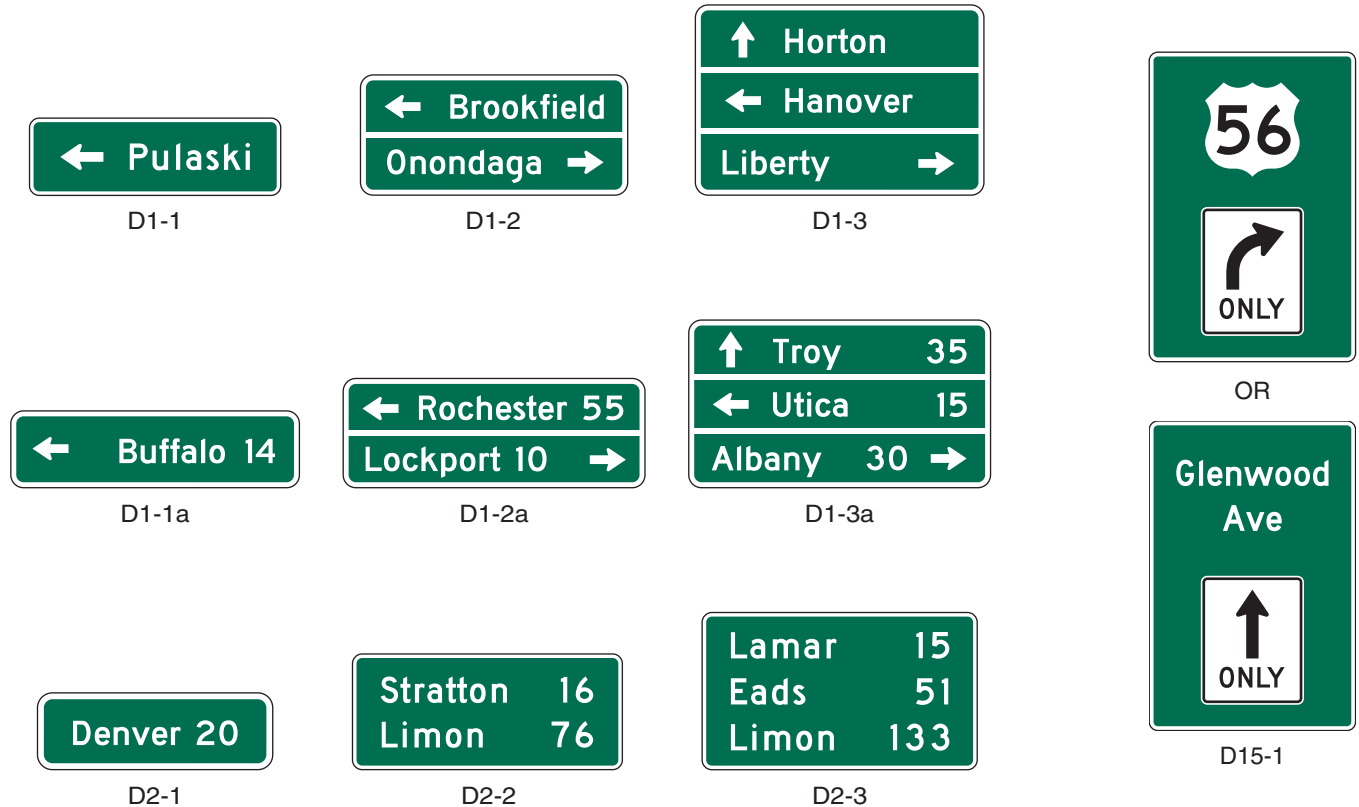 Pulaski
D1-1
Brookfield
Onondaga
D1-2
Horton
Hanover
Liberty
D1-3
Buffalo 14
D1-1a
Rochester 55
Lockport 10
D1-2a
Troy 35
Utica 15
Albany 30
D1-3a
Denver 20
D2-1
Stratton 16
Limon 76
D2-2
Lamar 15
Eads 51
Limon 133
D2-3
56
ONLY
OR
Glenwood
Ave
ONLY
D15-1